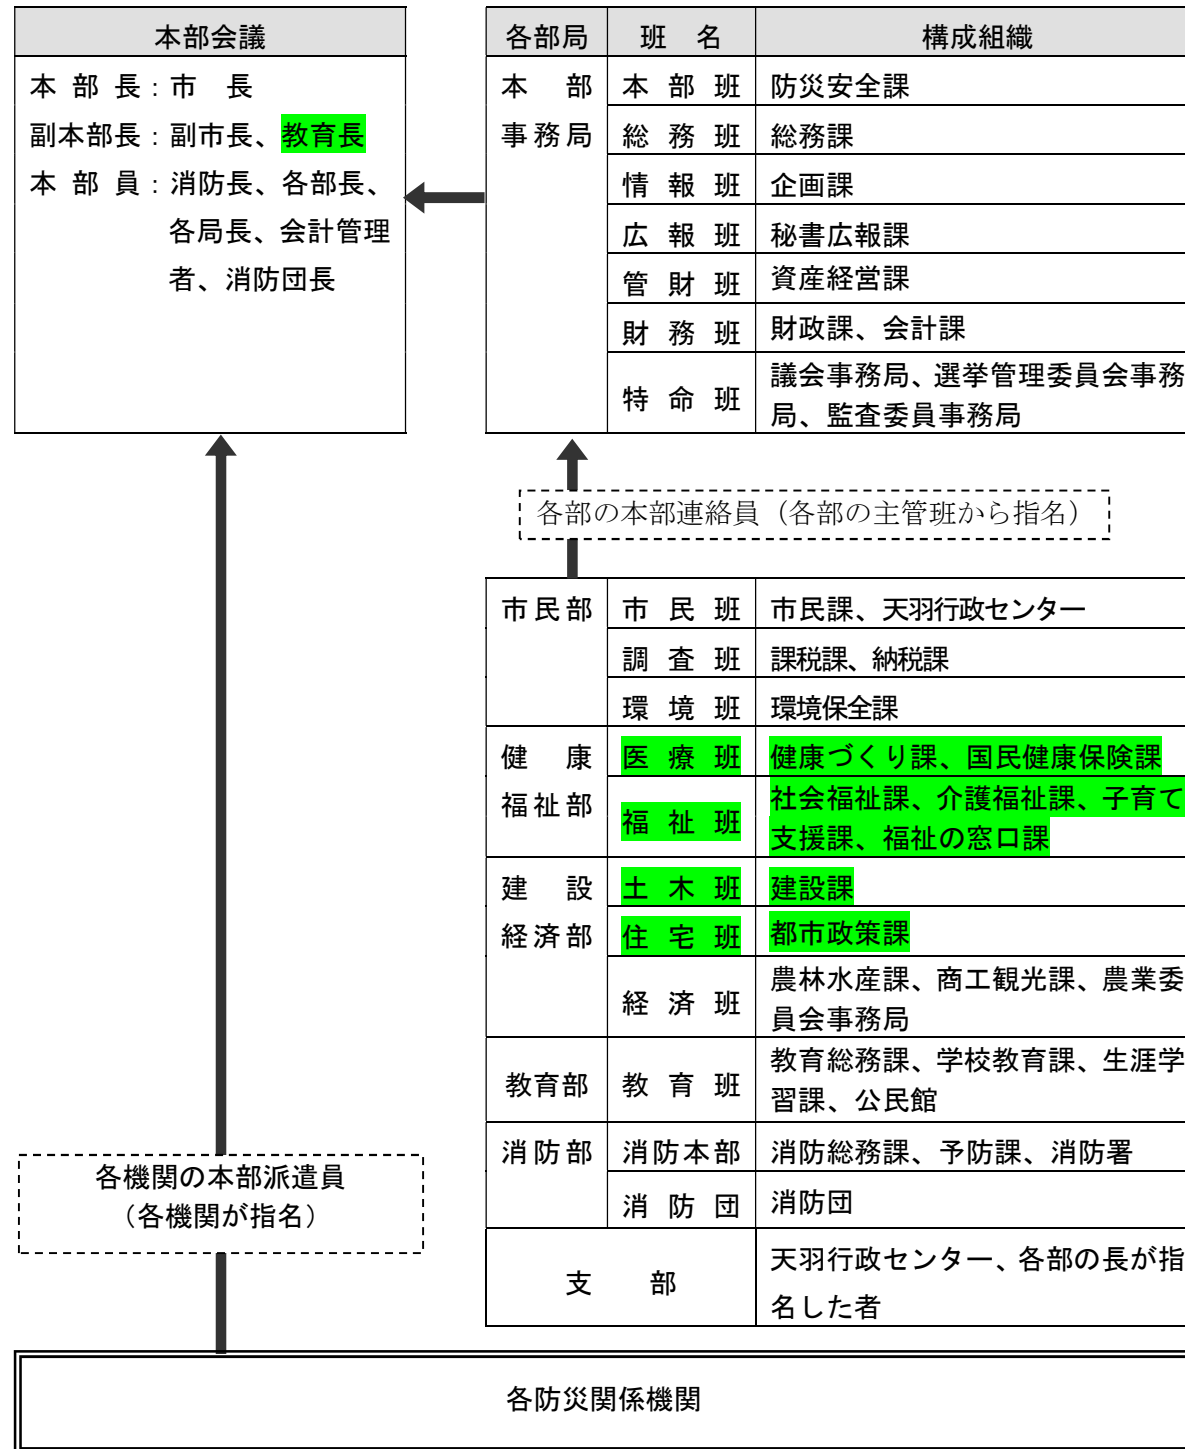 本部会議
本部長：市長
副本部長：副市長、教育長
本部員：消防長、各部長、
各局長、会計管理
者、消防団長
各部局 班名 構成組織
本部 本部班 防災安全課
事務局 総務班 総務課
情報班 企画課
広報班 秘書広報課
管財班 資産経営課
財務班 財政課、会計課
特命班 議会事務局、選挙管理委員会事務
局、監査委員事務局
各部の本部連絡員（各部の主管班から指名）
市民部 市民班 市民課、天羽行政センター
調査班 課税課、納税課
環境班 環境保全課
健康 医療班 健康づくり課、国民健康保険課
福祉部 福祉班 社会福祉課、介護福祉課、子育て
支援課、福祉の窓口課
建設 土木班 建設課
経済部 住宅班 都市政策課
経済班 農林水産課、商工観光課、農業委
員会事務局
教育部 教育班 教育総務課、学校教育課、生涯学
習課、公民館
消防部 消防本部 消防総務課、予防課、消防署
消防団 消防団
支部 天羽行政センター、各部の長が指
名した者
各機関の本部派遣員
（各機関が指名）
各防災関係機関